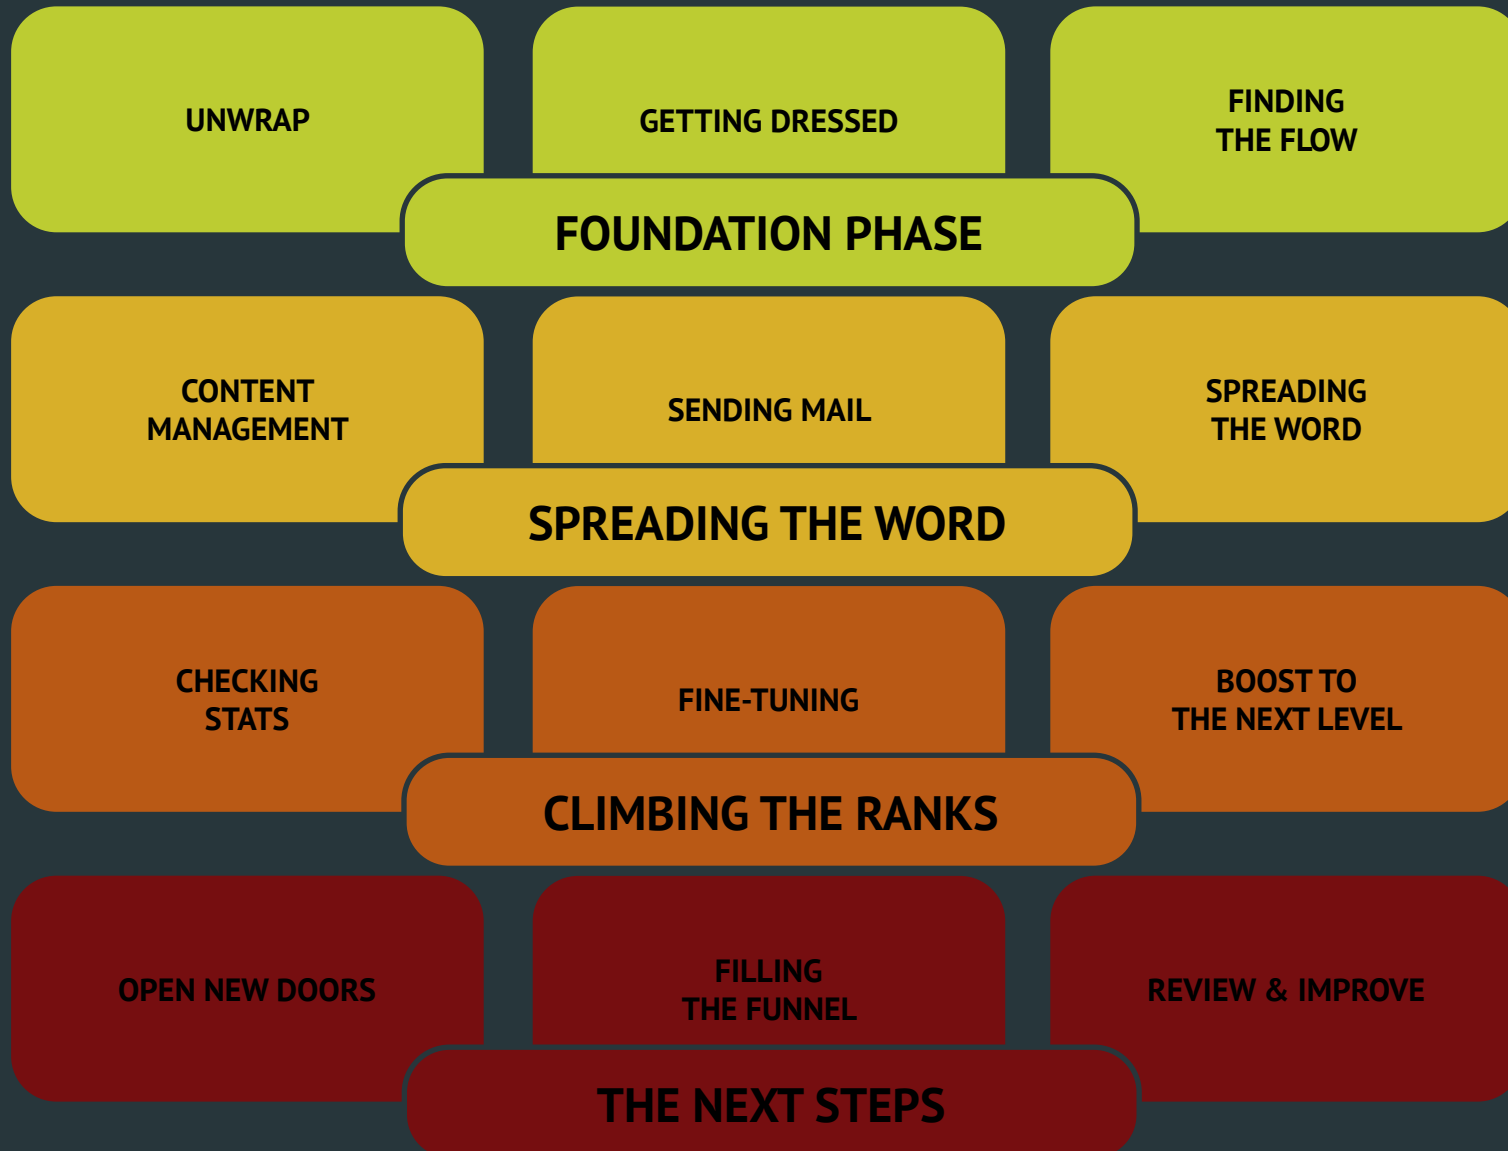 UNWRAP
GETTING DRESSED
FINDING
THE FLOW
FOUNDATION PHASE
CONTENT
MANAGEMENT
SENDING MAIL
SPREADING
THE WORD
SPREADING THE WORD
CHECKING
STATS
FINE-TUNING
BOOST TO
THE NEXT LEVEL
CLIMBING THE RANKS
OPEN NEW DOORS
FILLING
THE FUNNEL
REVIEW & IMPROVE
THE NEXT STEPS